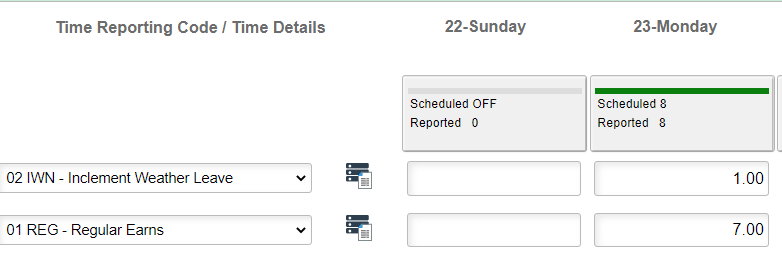 Time Reporting Code / Time Details 22-Sunday 23-Monday
Scheduled OFF Scheduled 8
Reported 0 Reported 8
02 IWN - Inclement Weather Leave 1.00
01 REG - Regular Earns 7.00